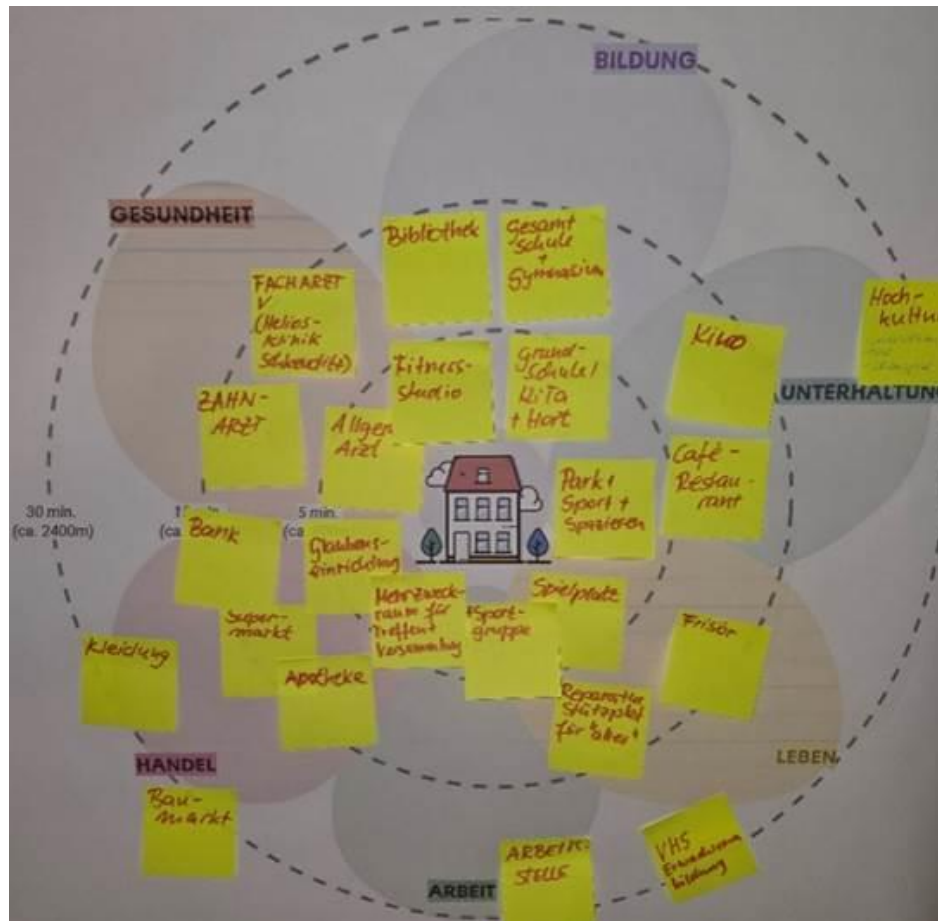 BILDUNG
GESUNDHEIT
Bibliothek
Gesamt
schule
+
Gymnasium
FACHARZT
(Helios-
Klinik
Hoch-
Kino
Fitness-
studio
Grund-
schule/
KiTa
+ Hort
UNTERHALTUNG
ZAHN-
ARZT
Allgem
Arzt
Café-
Restau-
rant
Park +
Sport +
Spazieren
30 min.
(ca. 2400m)
5 min.
Bank
Glaubens-
einrichtung
Mehrzweck-
raum für
Treffen +
Versammlung
Sport-
gruppe
Spielplatz
Super-
markt
Frisör
Kleidung
Apotheke
Reparatur
Stützpkt
für "alles"
HANDEL
LEBEN
Bau-
markt
ARBEITS-
STELLE
ARBEIT
VHS
Erwachsenen
bildung